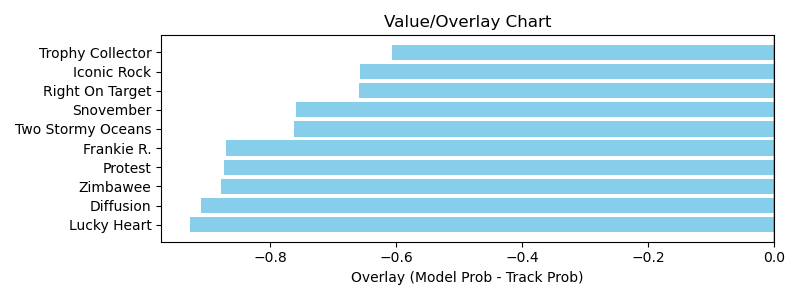 Value/Overlay Chart
Trophy Collector
Iconic Rock
Right On Target
Snovember
Two Stormy Oceans
Frankie R.
Protest
Zimbawee
Diffusion
Lucky Heart
−0.8 −0.6 −0.4 −0.2 0.0
Overlay (Model Prob - Track Prob)